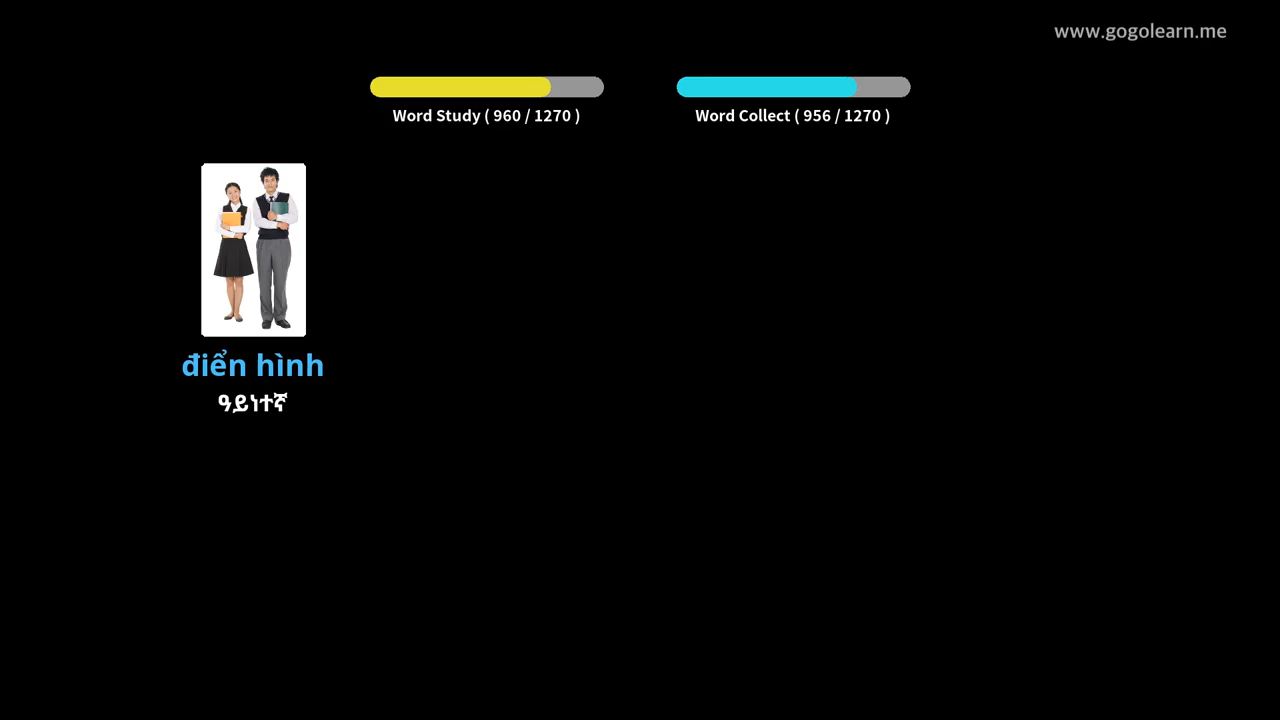 www.gogolearn.me
Word Study ( 960 / 1270 )
Word Collect ( 956 / 1270 )
điển hình
ዓይነተኛ